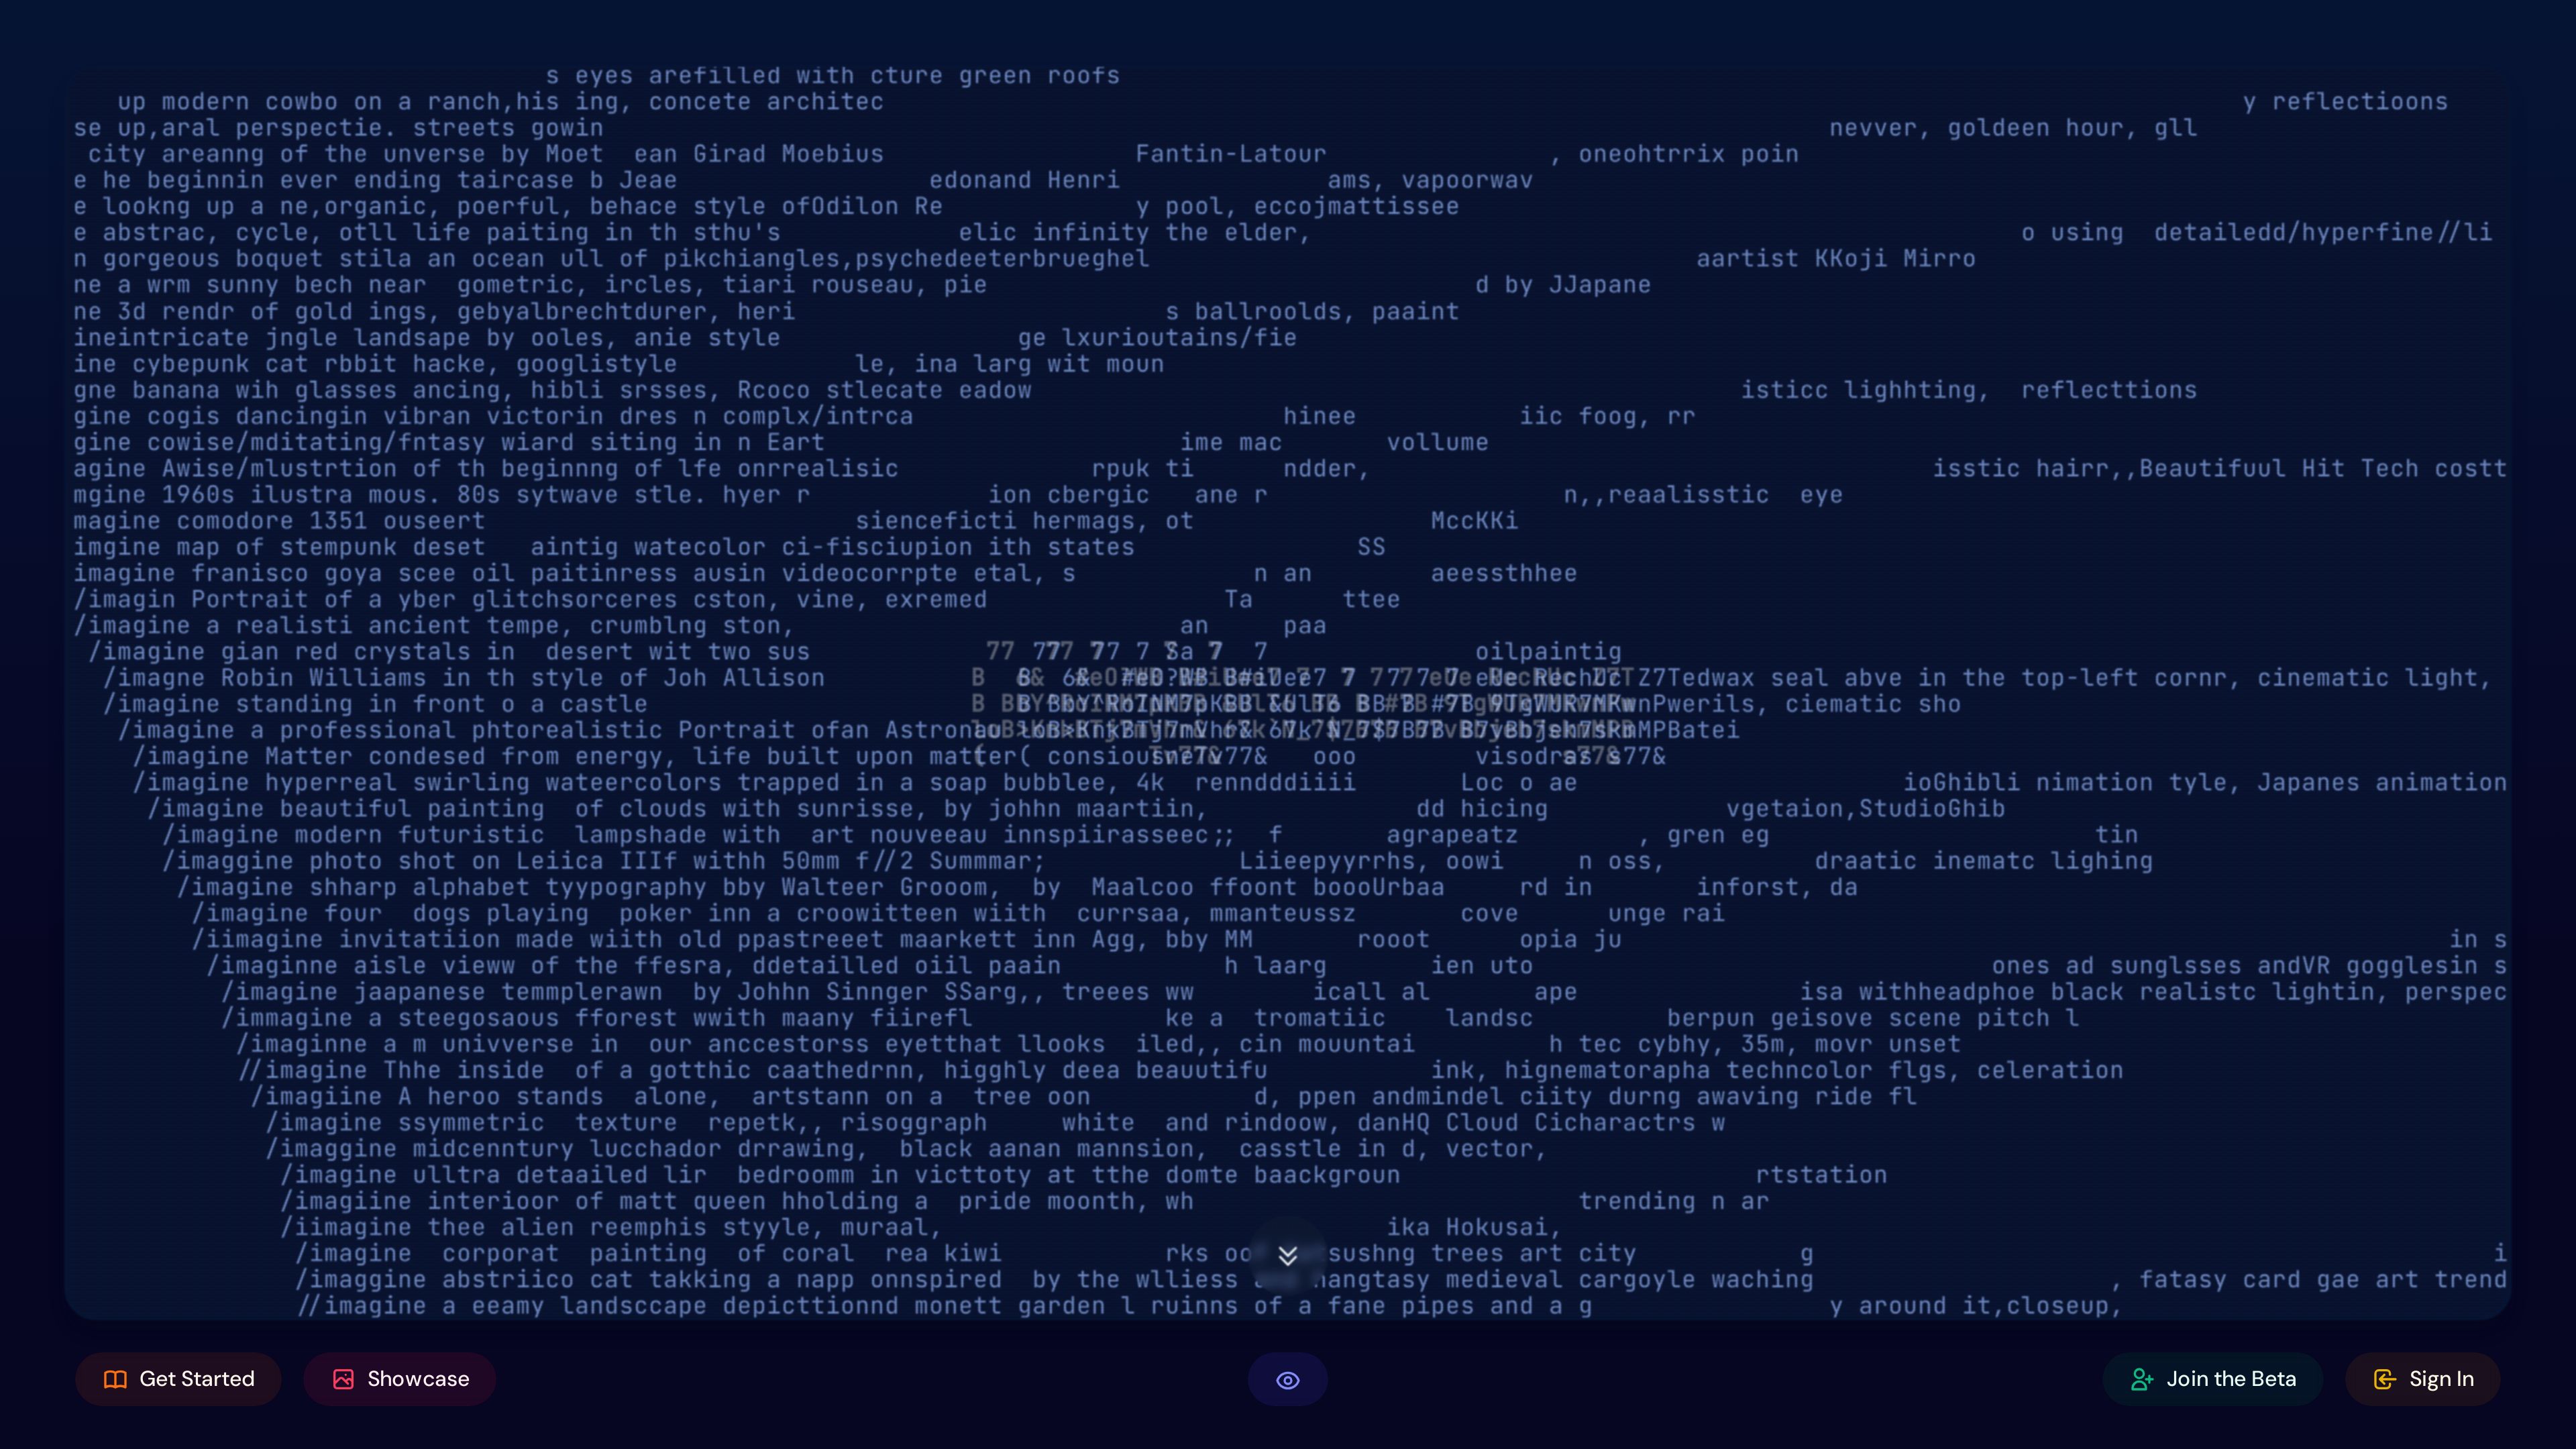 s eyes arefilled with cture green roofs
up modern cowbo on a ranch,his ing, concete architec y reflectioons
se up,aral perspectie. streets gowin nevver, goldeen hour, gll
city areanng of the unverse by Moet ean Girad Moebius Fantin-Latour , oneohtrrix poin
e he beginnin ever ending taircase b Jeae edonand Henri ams, vapoorwav
e lookng up a ne,organic, poerful, behace style ofOdilon Re y pool, eccojmattissee
e abstrac, cycle, otll life paiting in th sthu's elic infinity the elder, o using detailedd/hyperfine//li
n gorgeous boquet stila an ocean ull of pikchiangles,psychedeeterbrueghel aartist KKoji Mirro
ne a wrm sunny bech near gometric, ircles, tiari rouseau, pie d by JJapane
ne 3d rendr of gold ings, gebyalbrechtdurer, heri s ballroolds, paaint
ineintricate jngle landsape by ooles, anie style ge lxurioutains/fie
ine cybepunk cat rbbit hacke, googlistyle le, ina larg wit moun
gne banana wih glasses ancing, hibli srsses, Rcoco stlecate eadow isticc lighhting, reflecttions
gine cogis dancingin vibran victorin dres n complx/intrca hinee iic foog, rr
gine cowise/mditating/fntasy wiard siting in n Eart ime mac vollume
agine Awise/mlustrtion of th beginnng of lfe onrrealisic rpuk ti ndder, isstic hairr,,Beautifuul Hit Tech costt
mgine 1960s ilustra mous. 80s sytwave stle. hyer r ion cbergic ane r n,,reaalisstic eye
magine comodore 1351 ouseert sienceficti hermags, ot MccKKi
imgine map of stempunk deset aintig watecolor ci-fisciupion ith states SS
imagine franisco goya scee oil paitinress ausin videocorrpte etal, s n an aeessthhee
/imagin Portrait of a yber glitchsorceres cston, vine, exremed Ta ttee
/imagine a realisti ancient tempe, crumblng ston, an paa
/imagine gian red crystals in desert wit two sus oilpaintig
/imagne Robin Williams in th style of Joh Allison seal abve in the top-left cornr, cinematic light,
/imagine standing in front o a castle ciematic sho
/imagine a professional phtorealistic Portrait ofan
/imagine Matter condesed from energy, life built upon ooo
/imagine hyperreal swirling wateercolors trapped in a soap bubblee, 4k renndddiiii Loc o ae ioGhibli nimation tyle, Japanes animation
/imagine beautiful painting of clouds with sunrisse, by johhn maartiin, dd hicing vgetaion,StudioGhib
/imagine modern futuristic lampshade with art nouveeau innspiirasseec;; f agrapeatz , gren eg tin
/imaggine photo shot on Leiica IIIf withh 50mm f//2 Summmar; Liieepyyrrhs, oowi n oss, draatic inematc lighing
/imagine shharp alphabet tyypography bby Walteer Grooom, by Maalcoo ffoont boooUrbaa rd in inforst, da
/imagine four dogs playing poker inn a croowitteen wiith currsaa, mmanteussz cove unge rai
/iimagine invitatiion made wiith old ppastreeet maarkett inn Agg, bby MM rooot opia ju in s
/imaginne aisle vieww of the ffesra, ddetailled oiil paain h laarg ien uto ones ad sunglsses andVR gogglesin s
/imagine jaapanese temmplerawn by Johhn Sinnger SSarg,, treees ww icall al ape isa withheadphoe black realistc lightin, perspec
/immagine a steegosaous fforest wwith maany fiirefl ke a tromatiic landsc berpun geisove scene pitch l
/imaginne a m univverse in our anccestorss eyetthat llooks iled,, cin mouuntai h tec cybhy, 35m, movr unset
//imagine Thhe inside of a gotthic caathedrnn, higghly deea beauutifu ink, hignematorapha techncolor flgs, celeration
/imagiine A heroo stands alone, artstann on a tree oon d, ppen andmindel ciity durng awaving ride fl
/imagine ssymmetric texture repetk,, risoggraph white and rindoow, danHQ Cloud Cicharactrs w
/imaggine midcenntury lucchador drrawing, black aanan mannsion, casstle in d, vector,
/imagine ulltra detaailed lir bedroomm in victtoty at tthe domte baackgroun rtstation
/imagiine interioor of matt queen hholding a pride moonth, wh trending n ar
/iimagine thee alien reemphis styyle, muraal, ika Hokusai,
/imagine corporat painting of coral rea kiwi rks trees art city g i
/imaggine abstriico cat takking a napp onnspired by the wlliess medieval cargoyle waching , fatasy card gae art trend
//imagine a eeamy landsccape depicttionnd monett garden l ruinns of a fane pipes and a g y around it,closeup,
Get Started Showcase Join the Beta Sign In